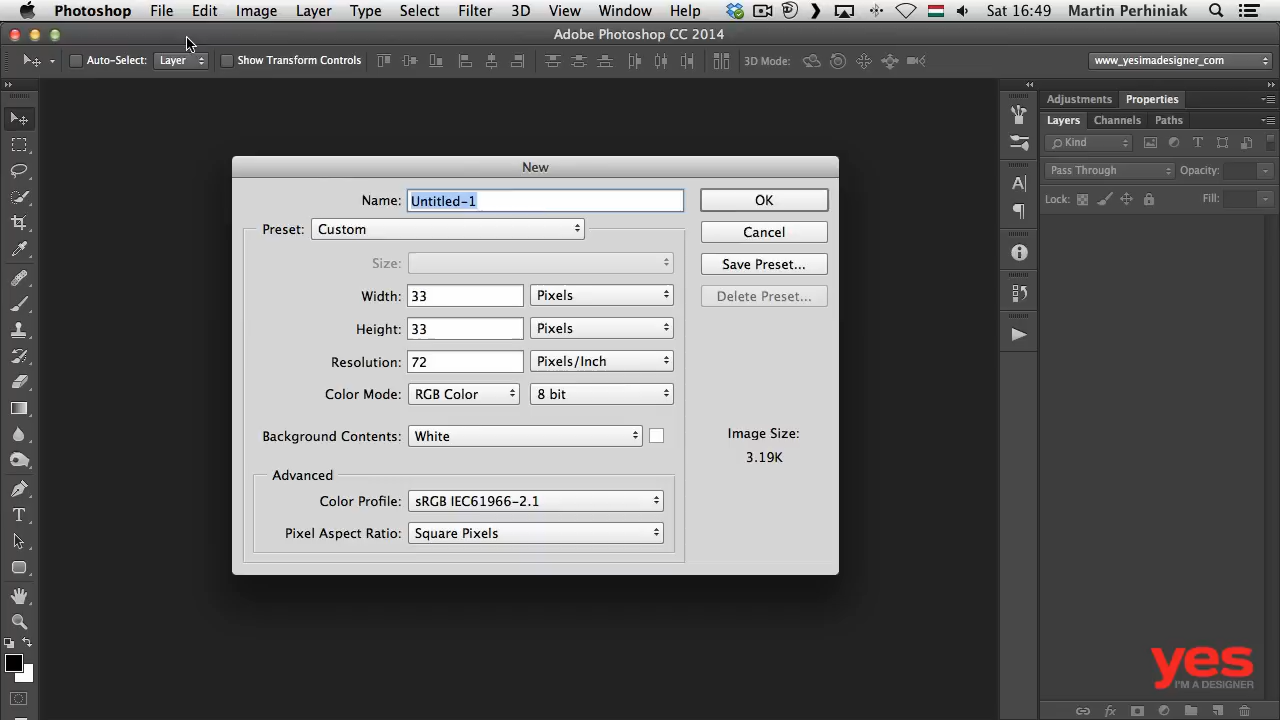 Photoshop File Edit Image Layer Type Select Filter 3D View Window Help Sat 16:49 Martin Perhiniak
Adobe Photoshop CC 2014
Auto-Select: Layer Show Transform Controls 3D Mode: www_yesimadesigner_com
Adjustments Properties
Layers Channels Paths
Kind
Pass Through Opacity:
Lock: Fill:
New
Name: Untitled-1 OK
Preset: Custom Cancel
Size: Save Preset...
Width: 33 Pixels Delete Preset...
Height: 33 Pixels
Resolution: 72 Pixels/Inch
Color Mode: RGB Color 8 bit
Background Contents: White
Image Size:
3.19K
Advanced
Color Profile: sRGB IEC61966-2.1
Pixel Aspect Ratio: Square Pixels
yes
I'M A DESIGNER